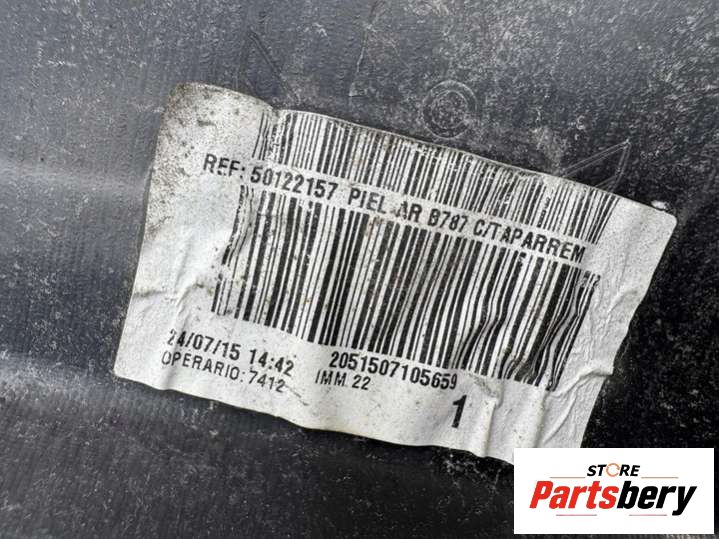 REF: 50122157 PIEL AR B787 C/TAPARREM
24/07/15 14:42 2051507105659
OPERARIO: 7412 IMM 22
1
STORE
Partsbery